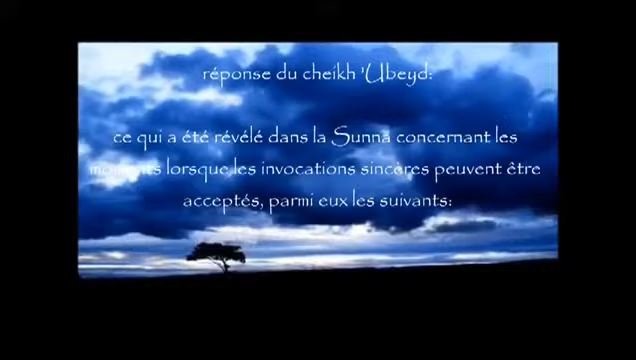 réponse du cheikh 'Ubeyd:
ce qui a été révélé dans la Sunna concernant les
moments lorsque les invocations sincères peuvent être
acceptés, parmi eux les suivants: